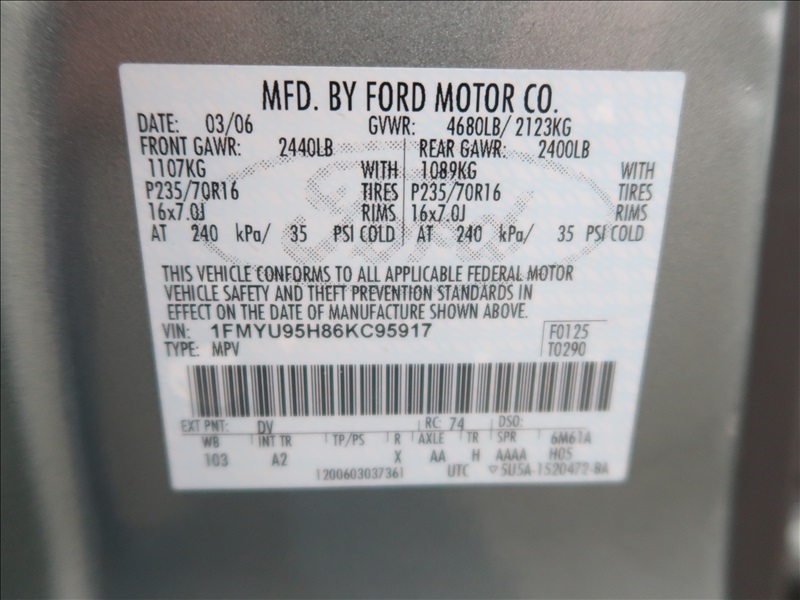 MFD. BY FORD MOTOR CO.
DATE: 03/06 GVWR: 4680LB/ 2123KG
FRONT GAWR: 2440LB REAR GAWR: 2400LB
1107KG WITH 1089KG WITH
P235/70R16 TIRES P235/70R16 TIRES
16x7.0J RIMS 16x7.0J RIMS
AT 240 kPa/ 35 PSI COLD AT 240 kPa/ 35 PSI COLD
Ford
THIS VEHICLE CONFORMS TO ALL APPLICABLE FEDERAL MOTOR
VEHICLE SAFETY AND THEFT PREVENTION STANDARDS IN
EFFECT ON THE DATE OF MANUFACTURE SHOWN ABOVE.
VIN: 1FMYU95H86KC95917 F0125
TYPE: MPV T0290
EXT PNT: DV RC: 74 DSO:
WB INT TR TP/PS R AXLE TR SPR 6M61A
103 A2 X AA H AAAA H05
120060303736 UTC 5U5A-1520472-BA